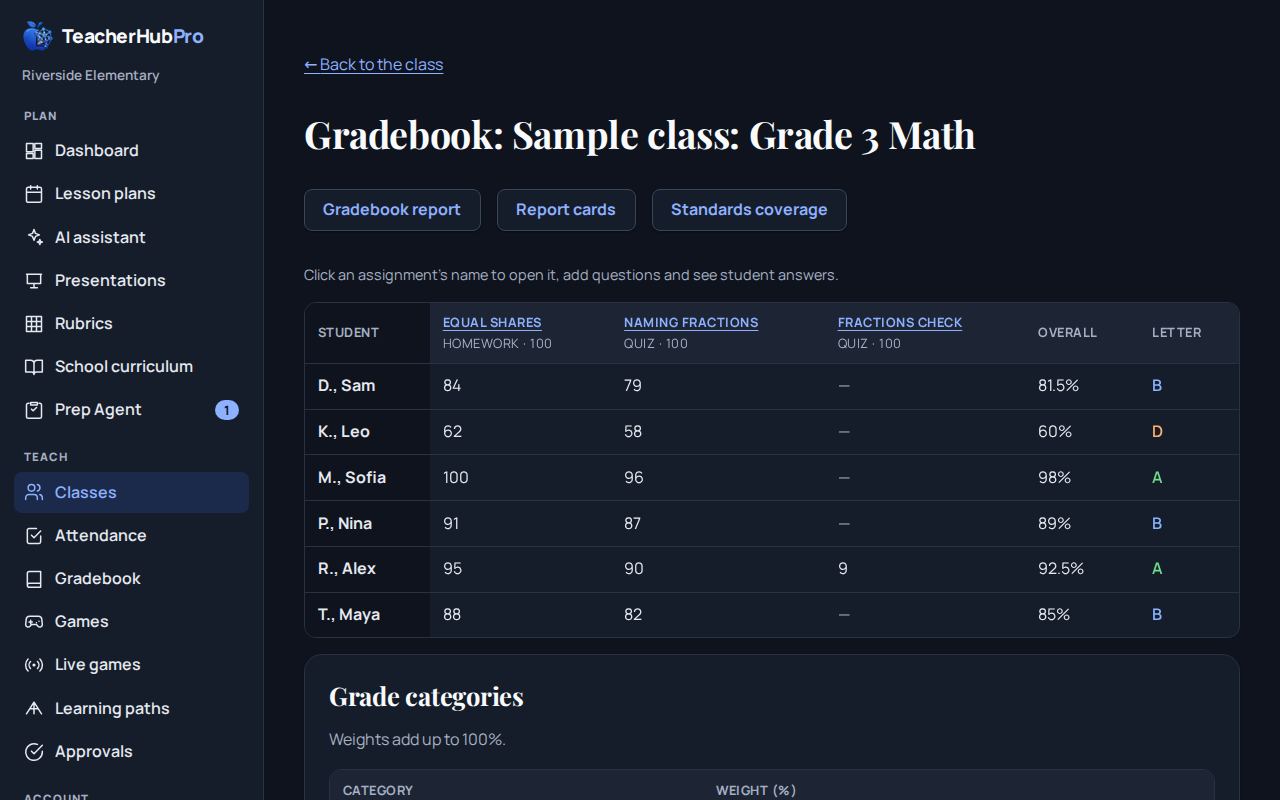 TeacherHubPro
Riverside Elementary
PLAN
Dashboard
Lesson plans
AI assistant
Presentations
Rubrics
School curriculum
Prep Agent 1
TEACH
Classes
Attendance
Gradebook
Games
Live games
Learning paths
Approvals
ACCOUNT
← Back to the class
Gradebook: Sample class: Grade 3 Math
Gradebook report Report cards Standards coverage
Click an assignment's name to open it, add questions and see student answers.
STUDENT EQUAL SHARES NAMING FRACTIONS FRACTIONS CHECK OVERALL LETTER
HOMEWORK · 100 QUIZ · 100 QUIZ · 100
D., Sam 84 79 — 81.5% B
K., Leo 62 58 — 60% D
M., Sofia 100 96 — 98% A
P., Nina 91 87 — 89% B
R., Alex 95 90 9 92.5% A
T., Maya 88 82 — 85% B
Grade categories
Weights add up to 100%.
CATEGORY WEIGHT (%)